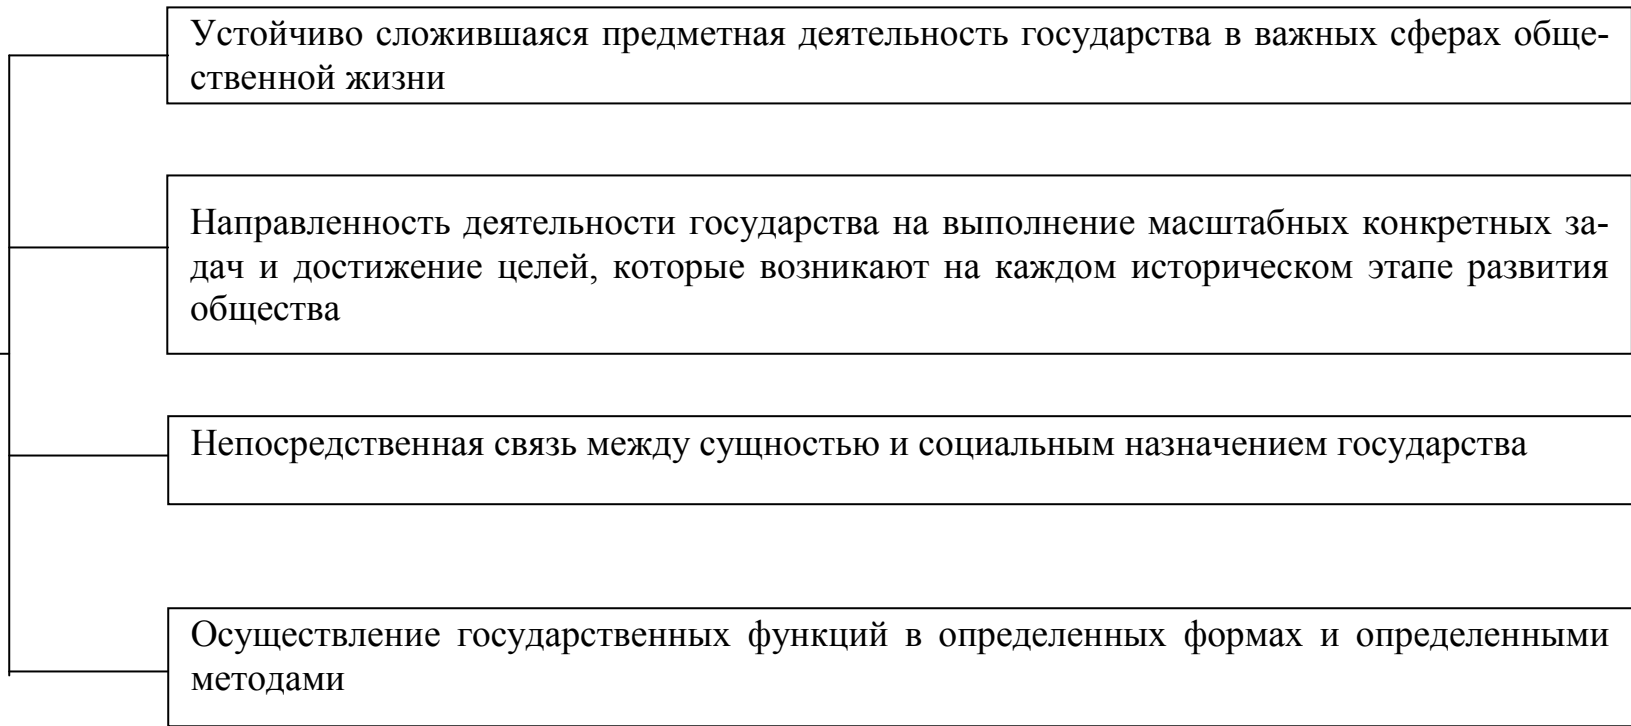 Устойчиво сложившаяся предметная деятельность государства в важных сферах обще-
ственной жизни
Направленность деятельности государства на выполнение масштабных конкретных за-
дач и достижение целей, которые возникают на каждом историческом этапе развития
общества
Непосредственная связь между сущностью и социальным назначением государства
Осуществление государственных функций в определенных формах и определенными
методами